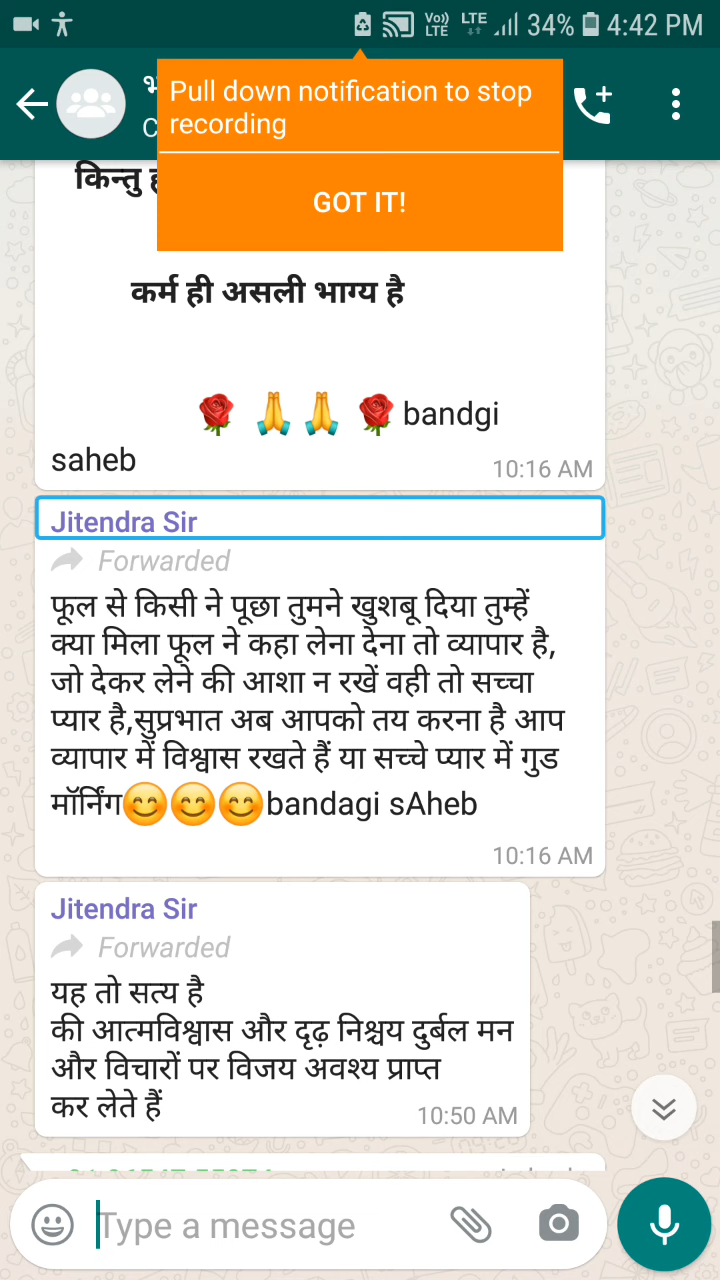 Vo)) LTE LTE 34% 4:42 PM
Pull down notification to stop
recording
GOT IT!
किन्तु
कर्म ही असली भाग्य है
🌹 🙏 🙏 🌹 bandgi
saheb
10:16 AM
Jitendra Sir
Forwarded
फूल से किसी ने पूछा तुमने खुशबू दिया तुम्हें
क्या मिला फूल ने कहा लेना देना तो व्यापार है,
जो देकर लेने की आशा न रखें वही तो सच्चा
प्यार है,सुप्रभात अब आपको तय करना है आप
व्यापार में विश्वास रखते हैं या सच्चे प्यार में गुड
मॉर्निंग😊😊😊bandagi sAheb
10:16 AM
Jitendra Sir
Forwarded
यह तो सत्य है
की आत्मविश्वास और दृढ़ निश्चय दुर्बल मन
और विचारों पर विजय अवश्य प्राप्त
कर लेते हैं
10:50 AM
Type a message